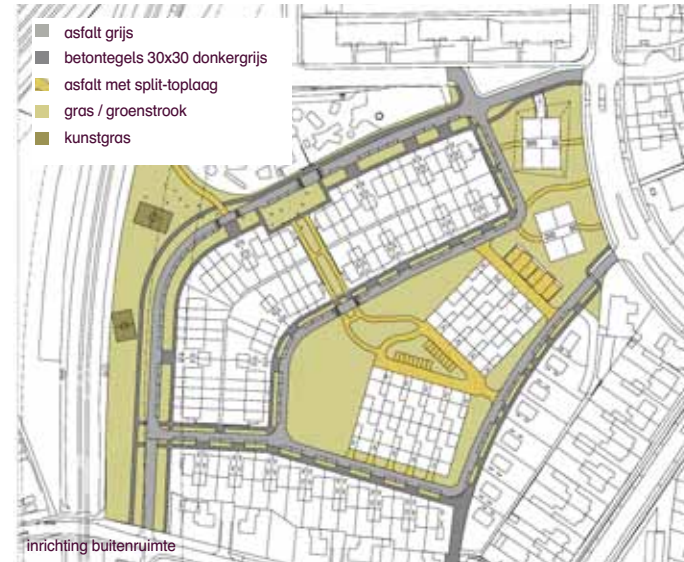 asfalt grijs
betontegels 30x30 donkergrijs
asfalt met split-toplaag
gras / groenstrook
kunstgras
inrichting buitenruimte